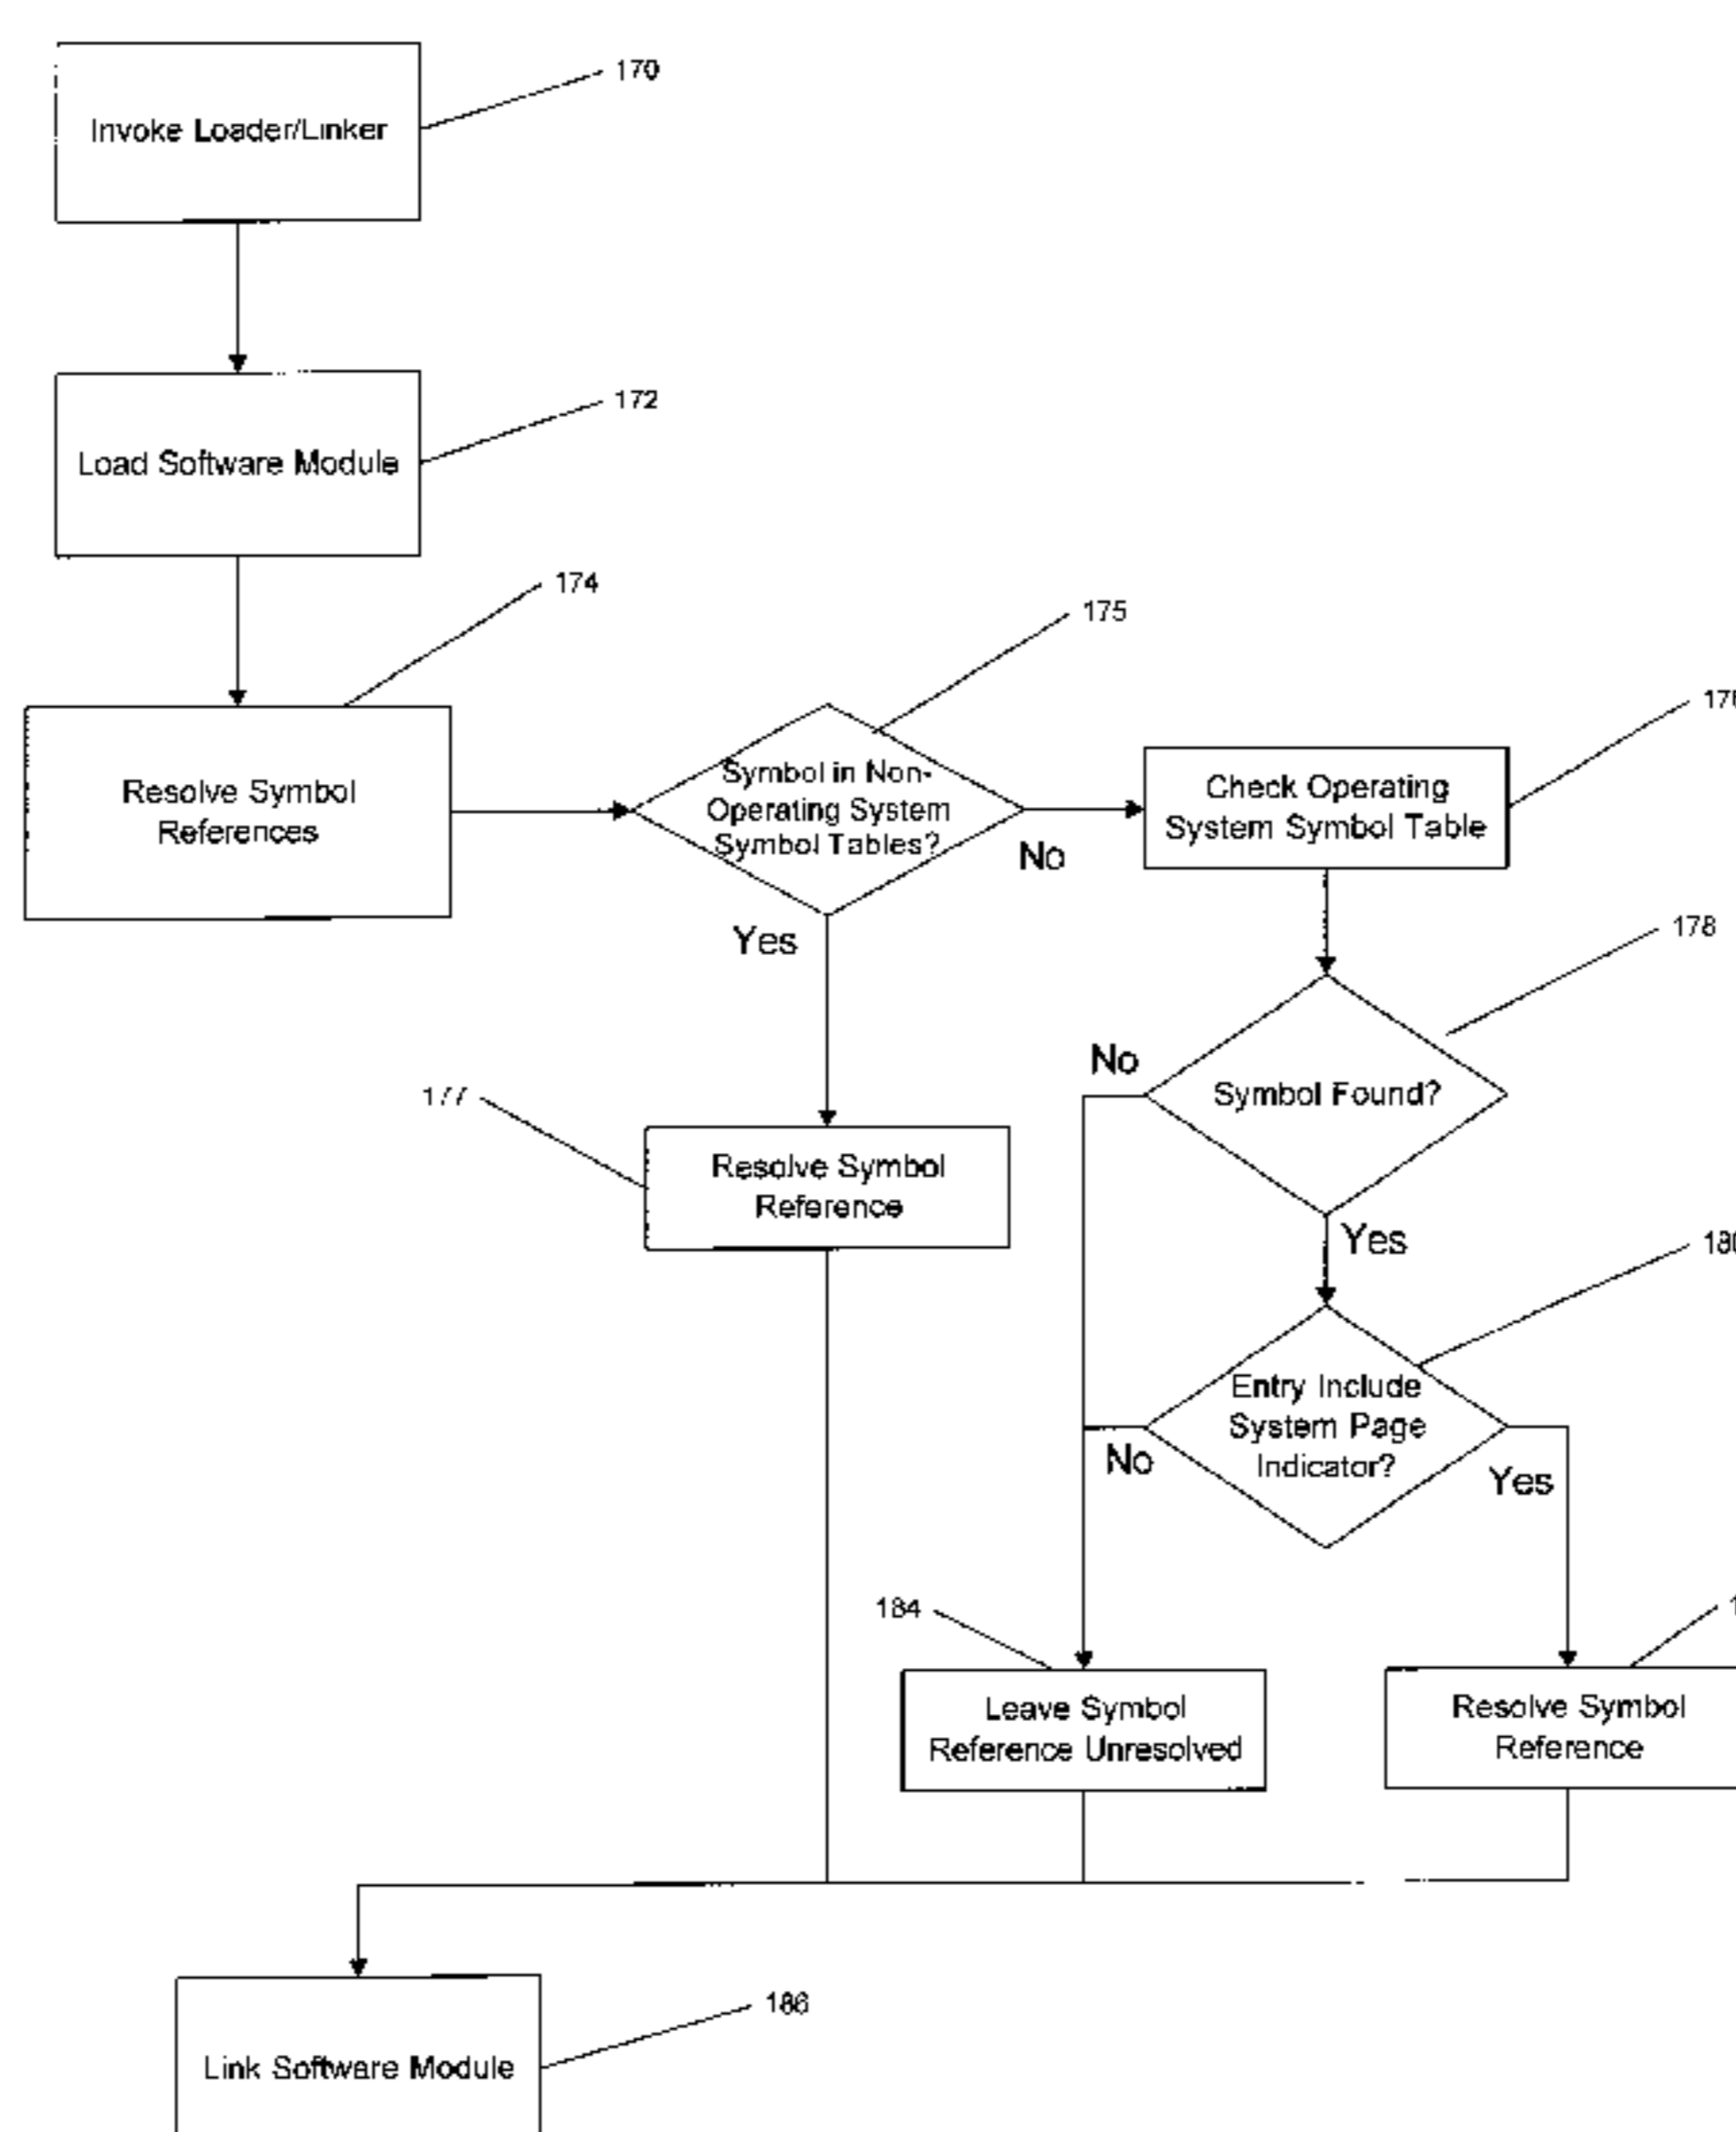 170
Invoke Loader/Linker
172
Load Software Module
174
175
Resolve Symbol
References
Symbol in Non-
Operating System
Symbol Tables?
No
Yes
Check Operating
System Symbol Table
178
No
Symbol Found?
Yes
177
Resolve Symbol
Reference
Entry Include
System Page
Indicator?
No
Yes
184
Leave Symbol
Reference Unresolved
Resolve Symbol
Reference
186
Link Software Module